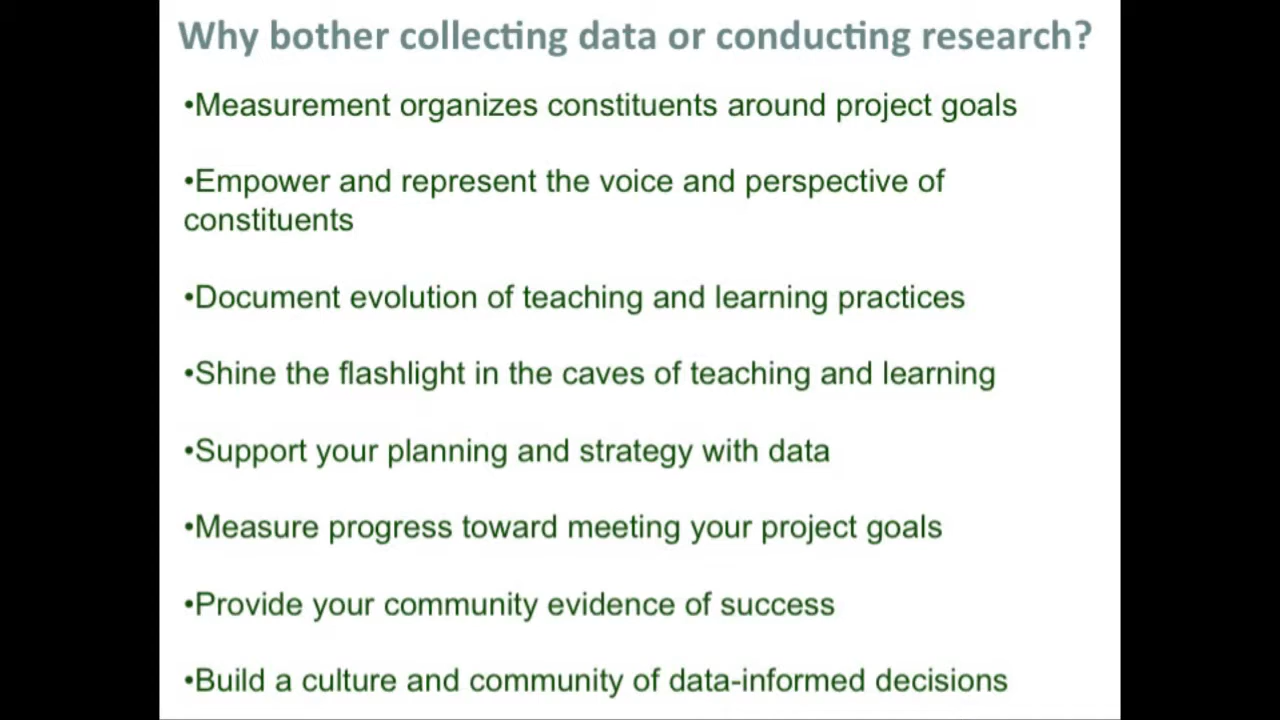 Why bother collecting data or conducting research?
•Measurement organizes constituents around project goals
•Empower and represent the voice and perspective of
constituents
•Document evolution of teaching and learning practices
•Shine the flashlight in the caves of teaching and learning
•Support your planning and strategy with data
•Measure progress toward meeting your project goals
•Provide your community evidence of success
•Build a culture and community of data-informed decisions